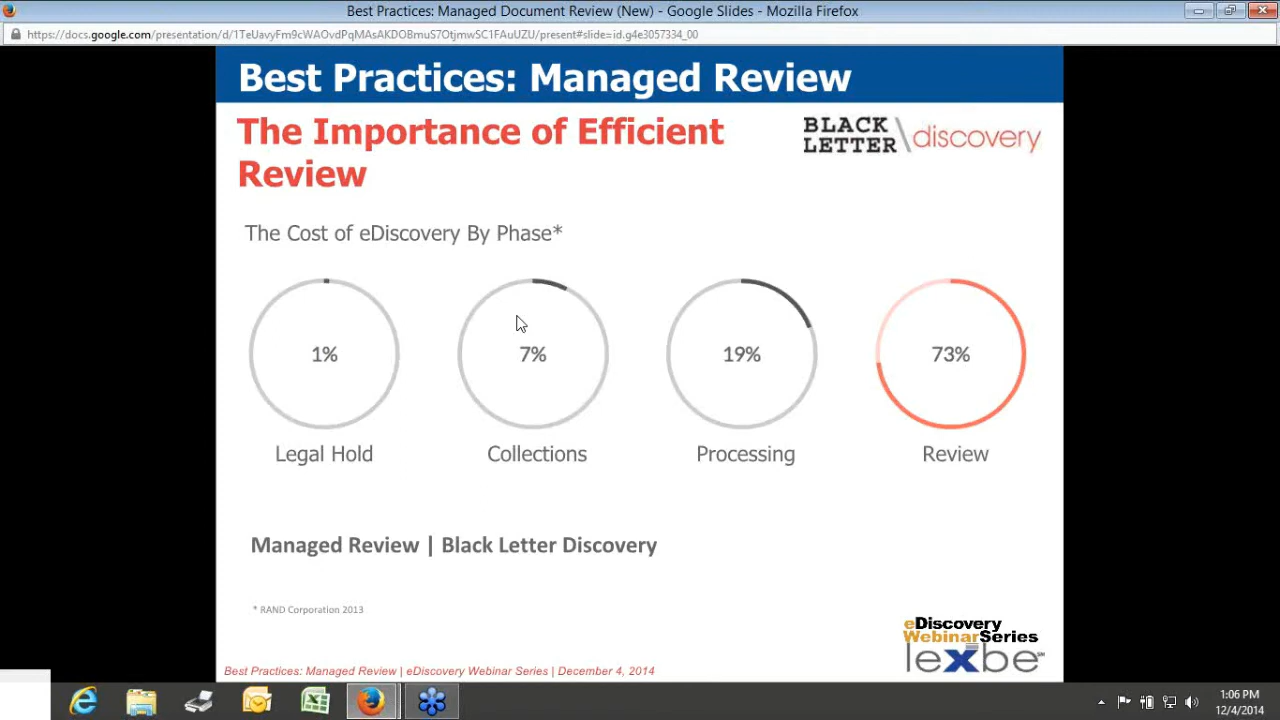 Best Practices: Managed Document Review (New) - Google Slides - Mozilla Firefox
https://docs.google.com/presentation/d/1TeUavyFm9cWAOvdPqMAsAKDOBmuS7OtjmwSC1FAuUZU/present#slide=id.g4e3057334_00
Best Practices: Managed Review
The Importance of Efficient
Review
BLACK
LETTER
discovery
The Cost of eDiscovery By Phase*
1%
7%
19%
73%
Legal Hold
Collections
Processing
Review
Managed Review | Black Letter Discovery
* RAND Corporation 2013
eDiscovery
WebinarSeries
lexbe
SM
Best Practices: Managed Review | eDiscovery Webinar Series | December 4, 2014
1:06 PM
12/4/2014